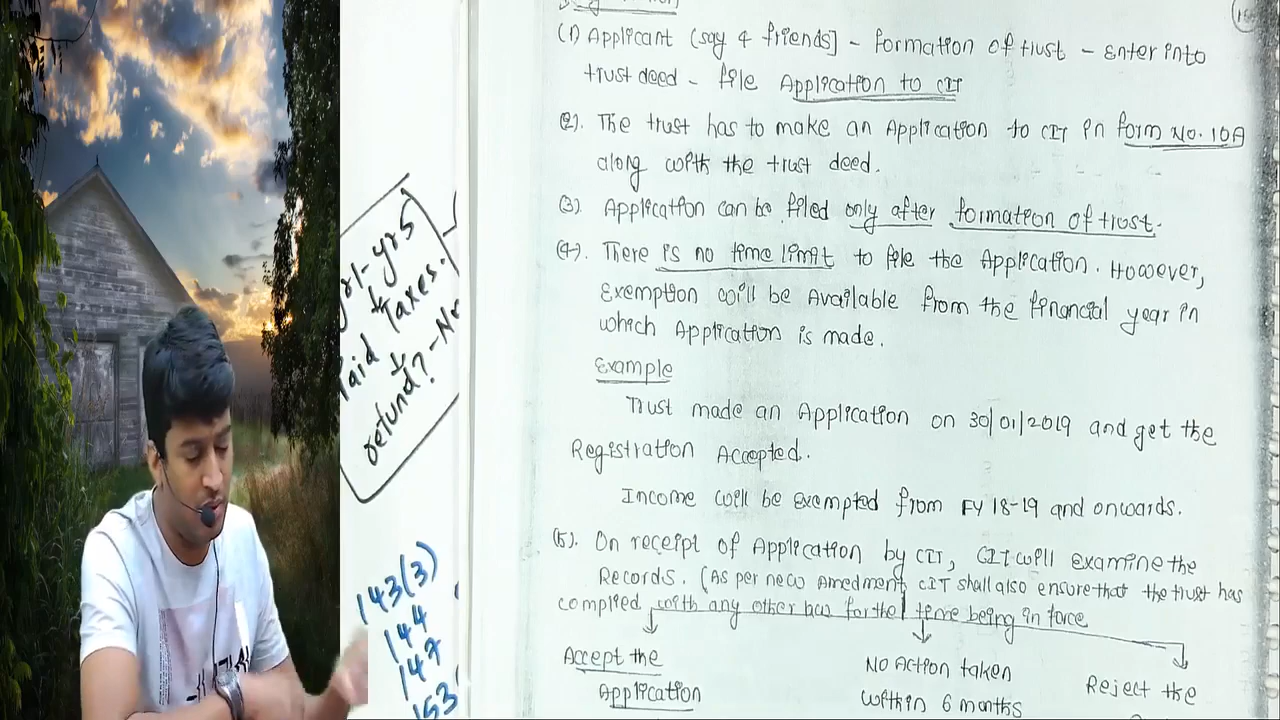 (1) Applicant (say 4 friends] - formation of trust - Enter into
trust deed - file Application to CIT
(2). The trust has to make an Application to CIT in form No. 10A
along with the trust deed.
(3). Application can be filed only after formation of trust.
(4). There is no time limit to file the Application. However,
Exemption will be Available from the financial year in
which Application is made.
Example
Trust made an Application on 30/01/2019 and get the
Registration Accepted.
Income will be exempted from FY 18-19 and onwards.
(5). On receipt of Application by CIT, CIT will examine the
Records. (As per new Amedment CIT shall also ensure that the trust has
complied with any other law for the time being in force
Accept the
Application
No Action taken
within 6 months
Reject the
yrs
Paid taxes.
refund? - No
143(3)
144
147
153